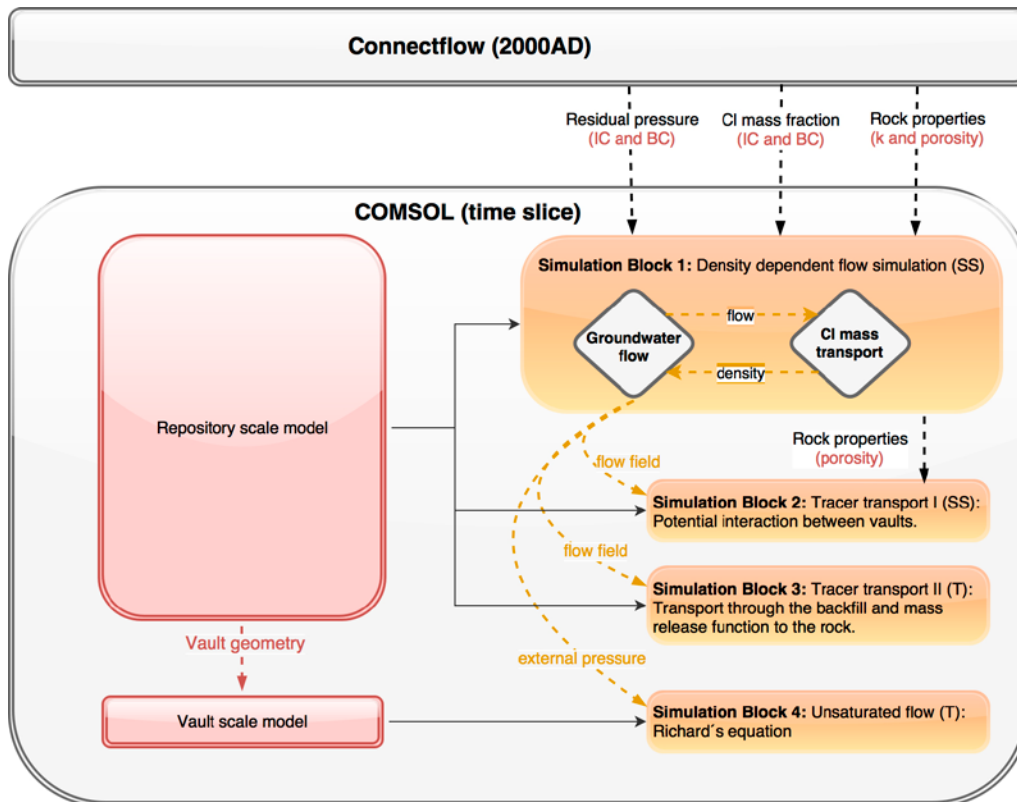 Connectflow (2000AD)
Residual pressure
(IC and BC)
Cl mass fraction
(IC and BC)
Rock properties
(k and porosity)
COMSOL (time slice)
Simulation Block 1: Density dependent flow simulation (SS)
flow
Groundwater
flow
Cl mass
transport
density
Repository scale model
Rock properties
(porosity)
flow field
Simulation Block 2: Tracer transport I (SS):
Potential interaction between vaults.
flow field
Simulation Block 3: Tracer transport II (T):
Transport through the backfill and mass
release function to the rock.
Vault geometry
external pressure
Vault scale model
Simulation Block 4: Unsaturated flow (T):
Richard´s equation